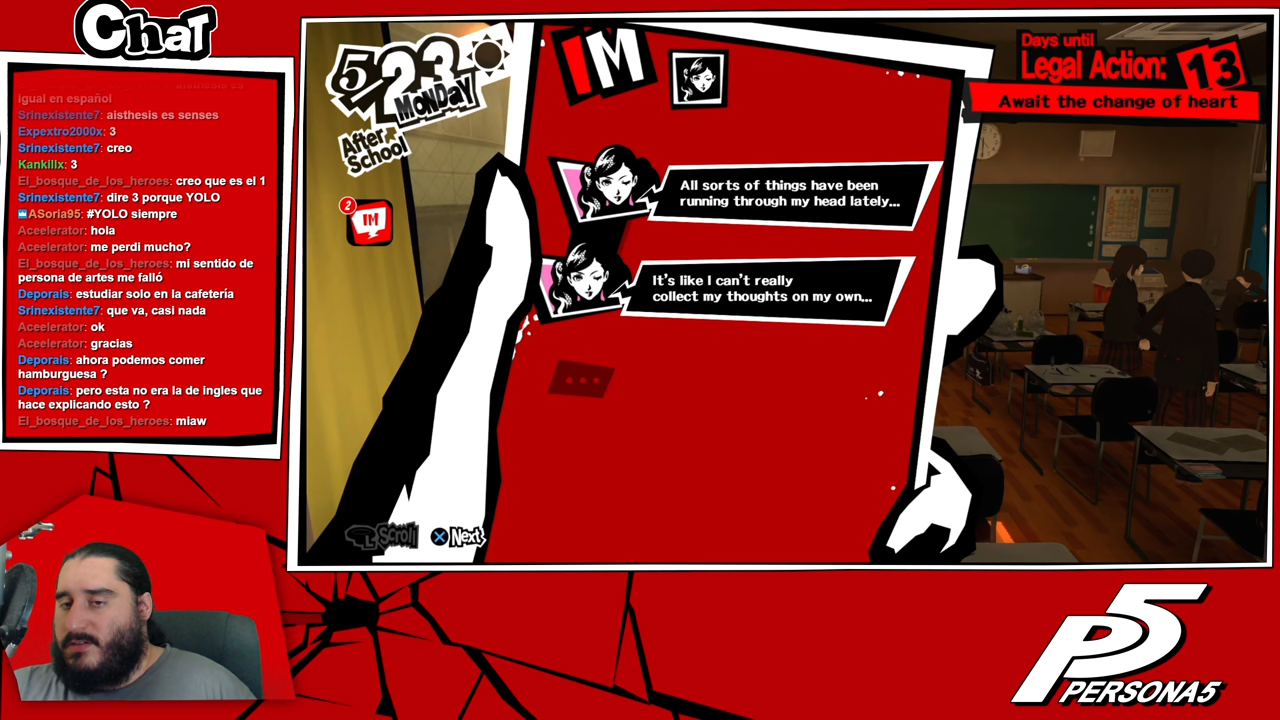 Chat
igual en español
Srinexistente7: aisthesis es senses
Expextro2000x: 3
Srinexistente7: creo
Kankillx: 3
El_bosque_de_los_heroes: creo que es el 1
Srinexistente7: dire 3 porque YOLO
ASoria95: #YOLO siempre
Aceelerator: hola
Aceelerator: me perdi mucho?
El_bosque_de_los_heroes: mi sentido de
persona de artes me falló
Deporais: estudiar solo en la cafetería
Srinexistente7: que va, casi nada
Aceelerator: ok
Aceelerator: gracias
Deporais: ahora podemos comer
hamburguesa ?
Deporais: pero esta no era la de ingles que
hace explicando esto ?
El_bosque_de_los_heroes: miaw
5/23
MONDAY
After
School
2
IM
IM
All sorts of things have been
running through my head lately...
It's like I can't really
collect my thoughts on my own...
...
L Scroll
Next
Days until
Legal Action: 13
Await the change of heart
P5
PERSONA5